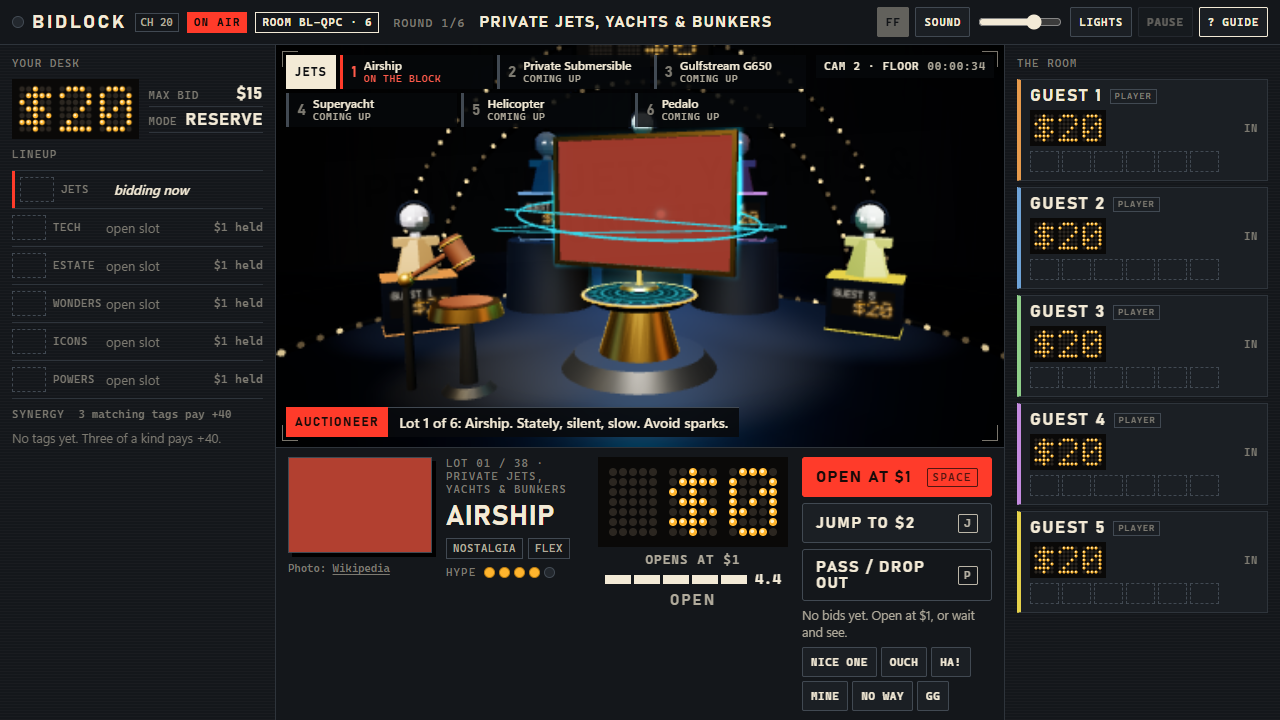 BIDLOCK CH 20 ON AIR ROOM BL-QPC · 6 ROUND 1/6 PRIVATE JETS, YACHTS & BUNKERS FF SOUND LIGHTS PAUSE ? GUIDE
YOUR DESK
$20
MAX BID $15
MODE RESERVE
LINEUP
JETS bidding now
TECH open slot $1 held
ESTATE open slot $1 held
WONDERS open slot $1 held
ICONS open slot $1 held
POWERS open slot $1 held
SYNERGY 3 matching tags pay +40
No tags yet. Three of a kind pays +40.
JETS
1 Airship
ON THE BLOCK
2 Private Submersible
COMING UP
3 Gulfstream G650
COMING UP
4 Superyacht
COMING UP
5 Helicopter
COMING UP
6 Pedalo
COMING UP
CAM 2 · FLOOR 00:00:34
GUEST 1
$20
GUEST 5
$20
AUCTIONEER Lot 1 of 6: Airship. Stately, silent, slow. Avoid sparks.
Photo: Wikipedia
LOT 01 / 38 ·
PRIVATE JETS,
YACHTS & BUNKERS
AIRSHIP
NOSTALGIA FLEX
HYPE
$0
OPENS AT $1
4.4
OPEN
OPEN AT $1 SPACE
JUMP TO $2 J
PASS / DROP
OUT P
No bids yet. Open at $1, or wait
and see.
NICE ONE OUCH HA!
MINE NO WAY GG
THE ROOM
GUEST 1 PLAYER
$20
IN
GUEST 2 PLAYER
$20
IN
GUEST 3 PLAYER
$20
IN
GUEST 4 PLAYER
$20
IN
GUEST 5 PLAYER
$20
IN